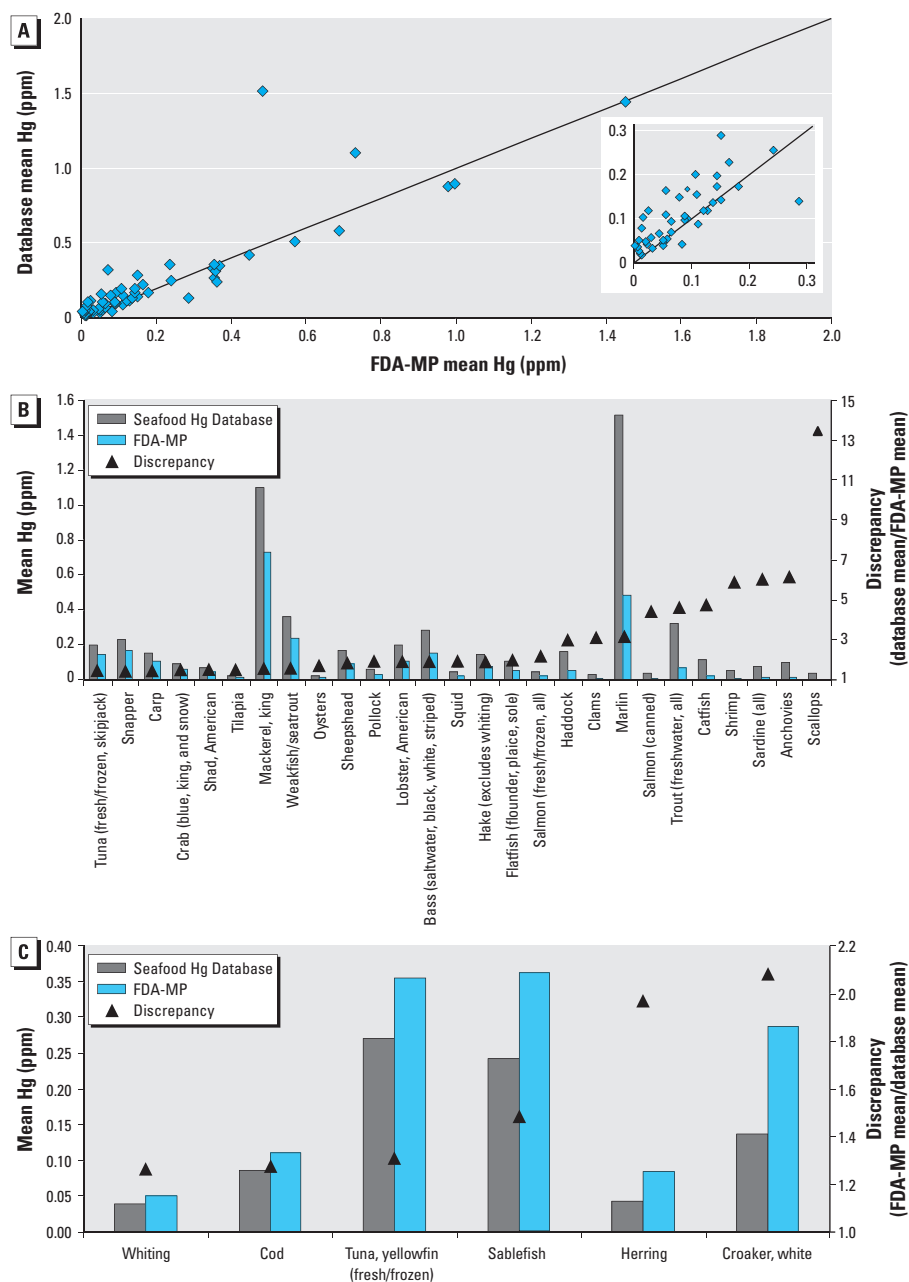 A
2.0
1.5
1.0
0.5
0
Database mean Hg (ppm)
0.3
0.2
0.1
0
0 0.1 0.2 0.3
0 0.2 0.4 0.6 0.8 1.0 1.2 1.4 1.6 1.8 2.0
FDA-MP mean Hg (ppm)
B
Seafood Hg Database
FDA-MP
Discrepancy
1.6
1.4
1.2
1.0
0.8
0.6
0.4
0.2
0
Mean Hg (ppm)
15
13
11
9
7
5
3
1
Discrepancy
(database mean/FDA-MP mean)
Tuna (fresh/frozen, skipjack)
Snapper
Carp
Crab (blue, king, and snow)
Shad, American
Tilapia
Mackerel, king
Weakfish/seatrout
Oysters
Sheepshead
Pollock
Lobster, American
Bass (saltwater, black, white, striped)
Squid
Hake (excludes whiting)
Flatfish (flounder, plaice, sole)
Salmon (fresh/frozen, all)
Haddock
Clams
Marlin
Salmon (canned)
Trout (freshwater, all)
Catfish
Shrimp
Sardine (all)
Anchovies
Scallops
C
Seafood Hg Database
FDA-MP
Discrepancy
0.40
0.35
0.30
0.25
0.20
0.15
0.10
0.05
0.00
Mean Hg (ppm)
2.2
2.0
1.8
1.6
1.4
1.2
1.0
Discrepancy
(FDA-MP mean/database mean)
Whiting
Cod
Tuna, yellowfin
(fresh/frozen)
Sablefish
Herring
Croaker, white